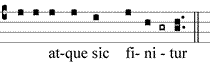 at-que sic fi- ni - tur